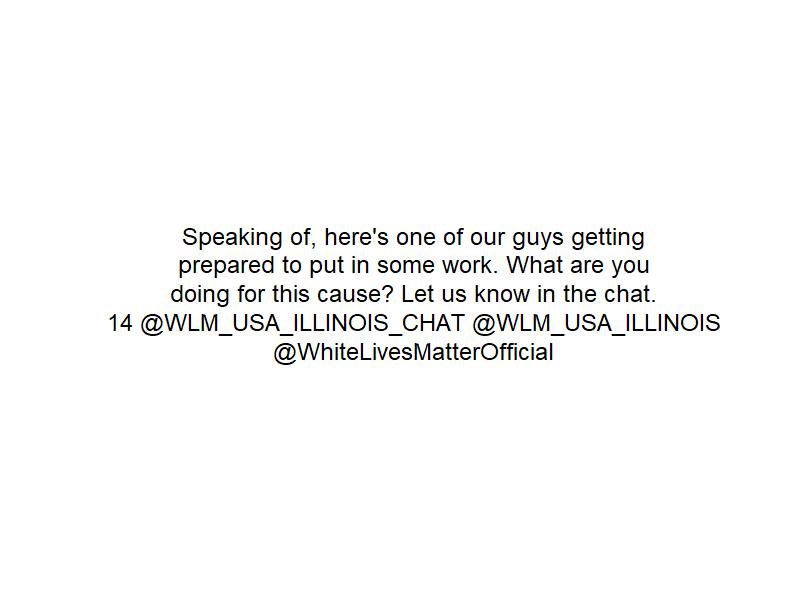 Speaking of, here's one of our guys getting
prepared to put in some work. What are you
doing for this cause? Let us know in the chat.
14 @WLM_USA_ILLINOIS_CHAT @WLM_USA_ILLINOIS
@WhiteLivesMatterOfficial